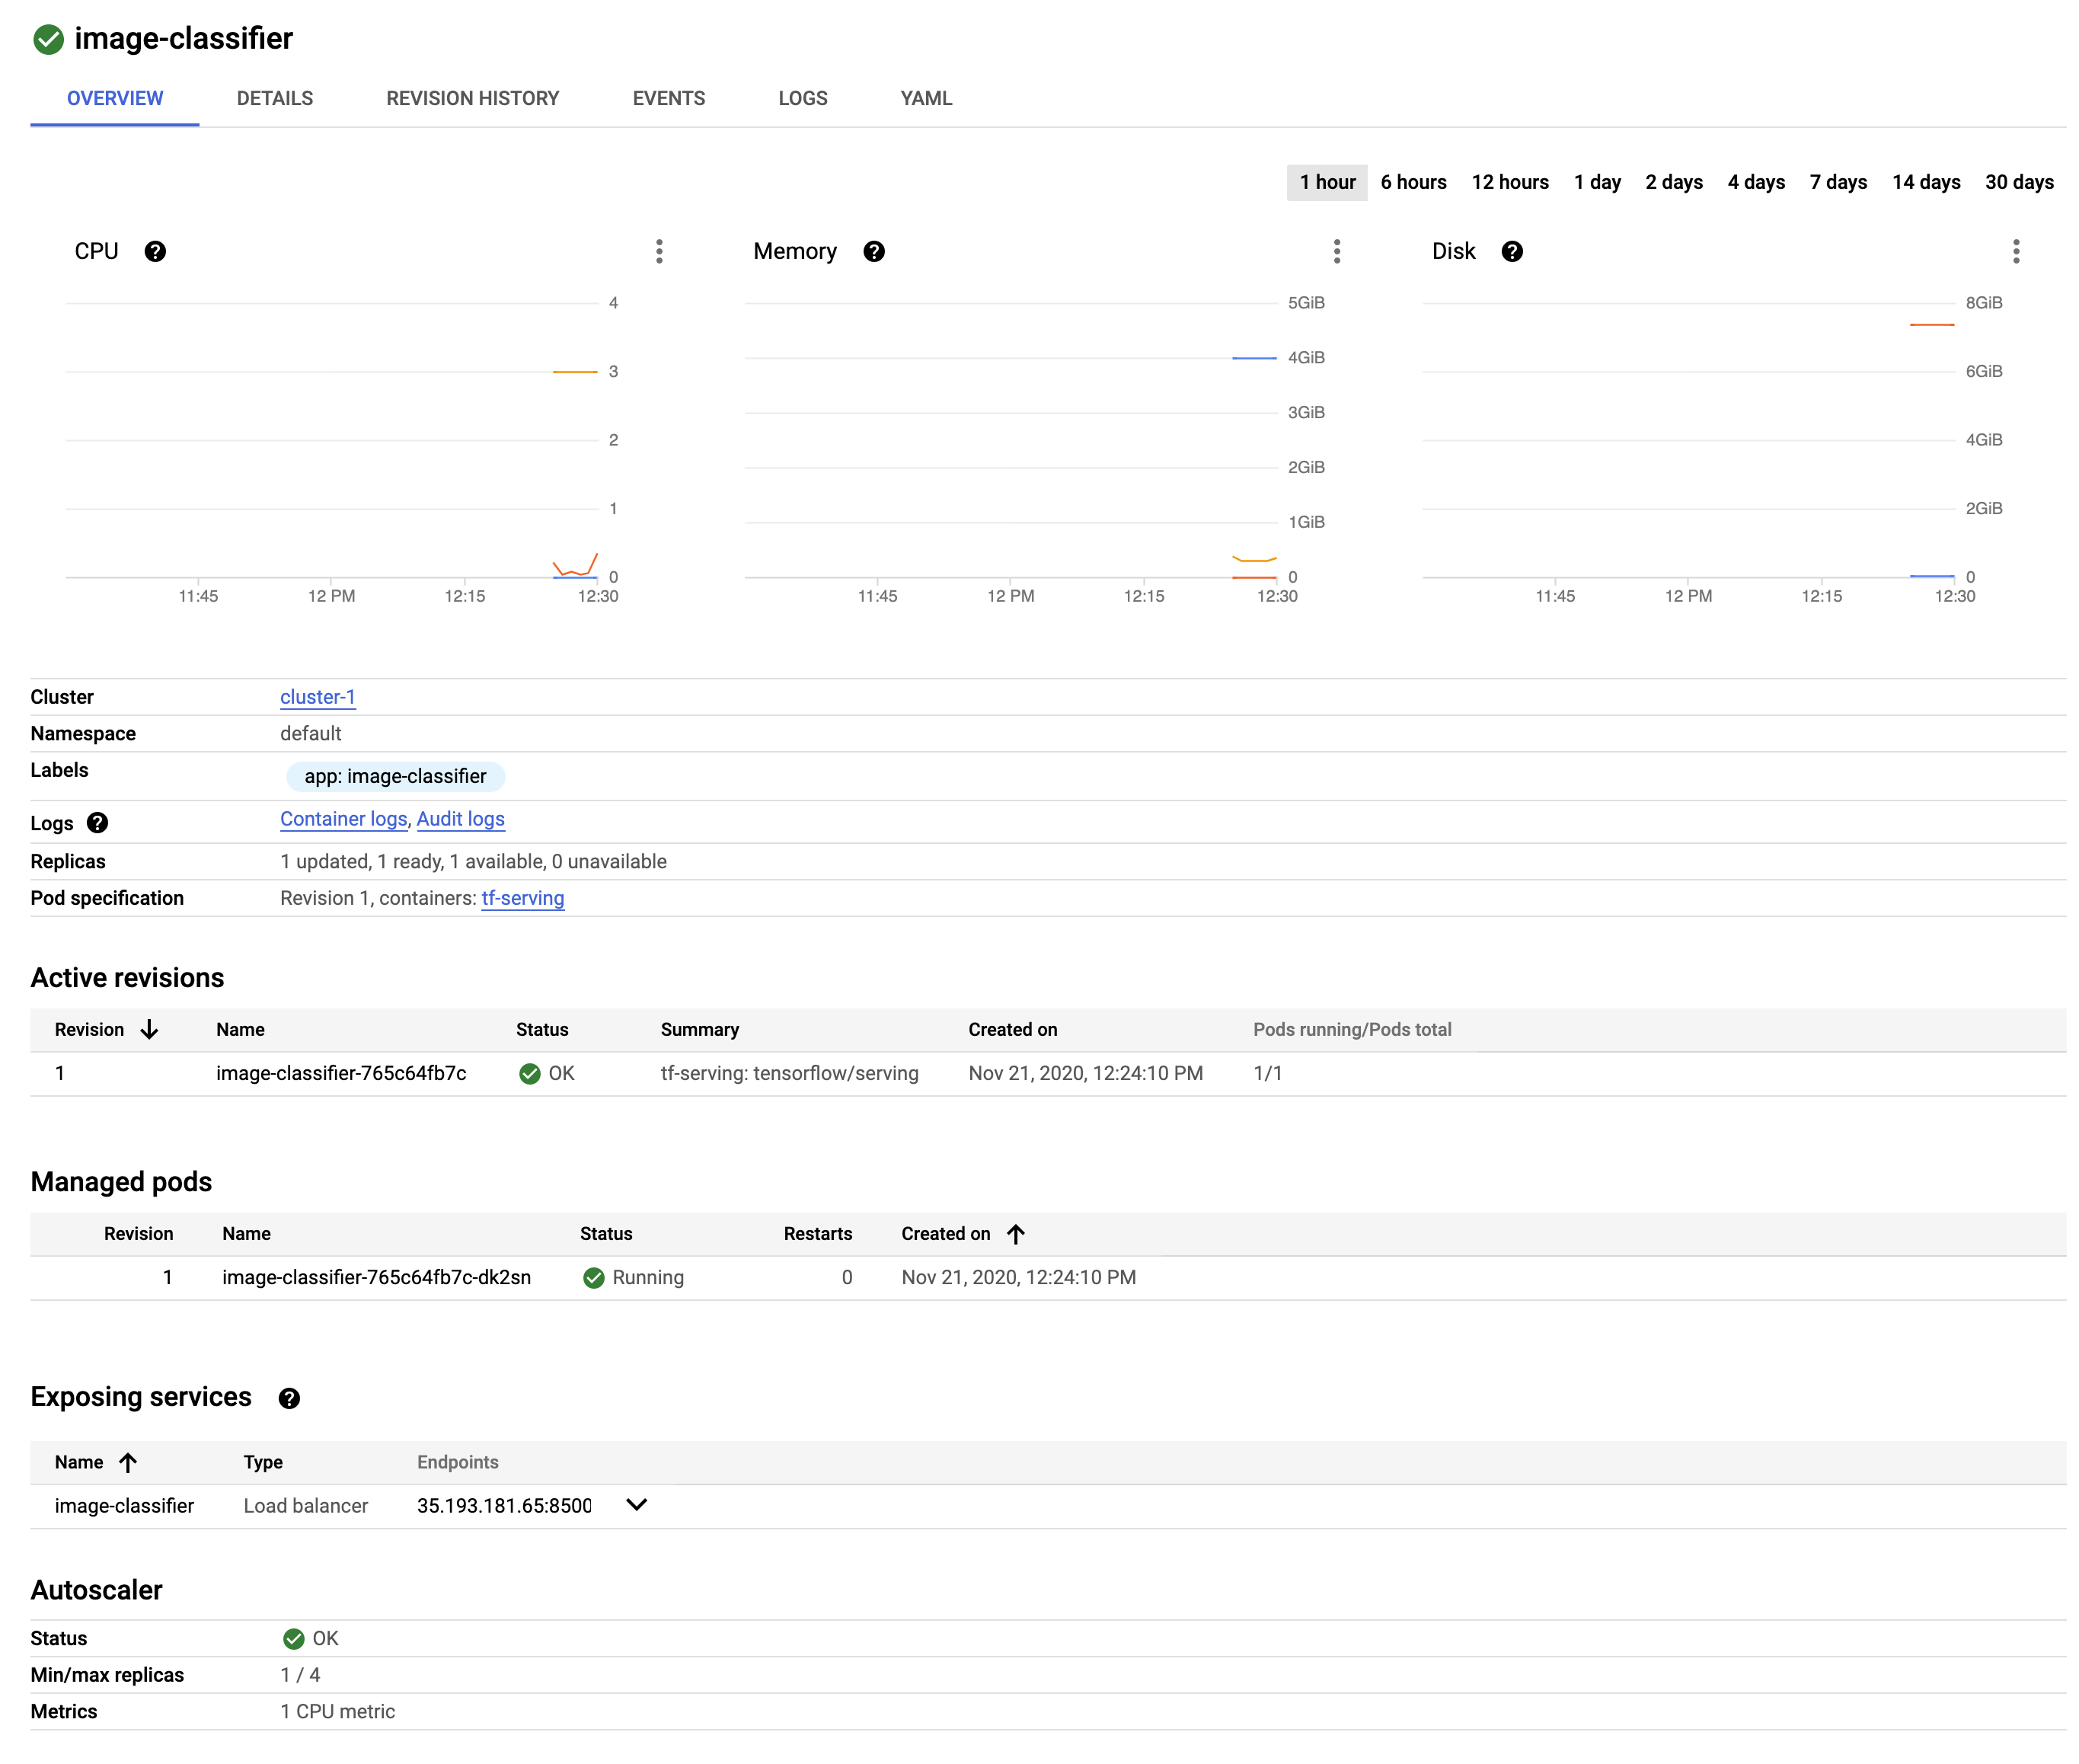 image-classifier
OVERVIEW DETAILS REVISION HISTORY EVENTS LOGS YAML
1 hour 6 hours 12 hours 1 day 2 days 4 days 7 days 14 days 30 days
CPU
4
3
2
1
0
11:45 12 PM 12:15 12:30
Memory
5GiB
4GiB
3GiB
2GiB
1GiB
0
11:45 12 PM 12:15 12:30
Disk
8GiB
6GiB
4GiB
2GiB
0
11:45 12 PM 12:15 12:30
Cluster cluster-1
Namespace default
Labels app: image-classifier
Logs Container logs, Audit logs
Replicas 1 updated, 1 ready, 1 available, 0 unavailable
Pod specification Revision 1, containers: tf-serving
Active revisions
Revision Name Status Summary Created on Pods running/Pods total
1 image-classifier-765c64fb7c OK tf-serving: tensorflow/serving Nov 21, 2020, 12:24:10 PM 1/1
Managed pods
Revision Name Status Restarts Created on
1 image-classifier-765c64fb7c-dk2sn Running 0 Nov 21, 2020, 12:24:10 PM
Exposing services
Name Type Endpoints
image-classifier Load balancer 35.193.181.65:8500
Autoscaler
Status OK
Min/max replicas 1 / 4
Metrics 1 CPU metric